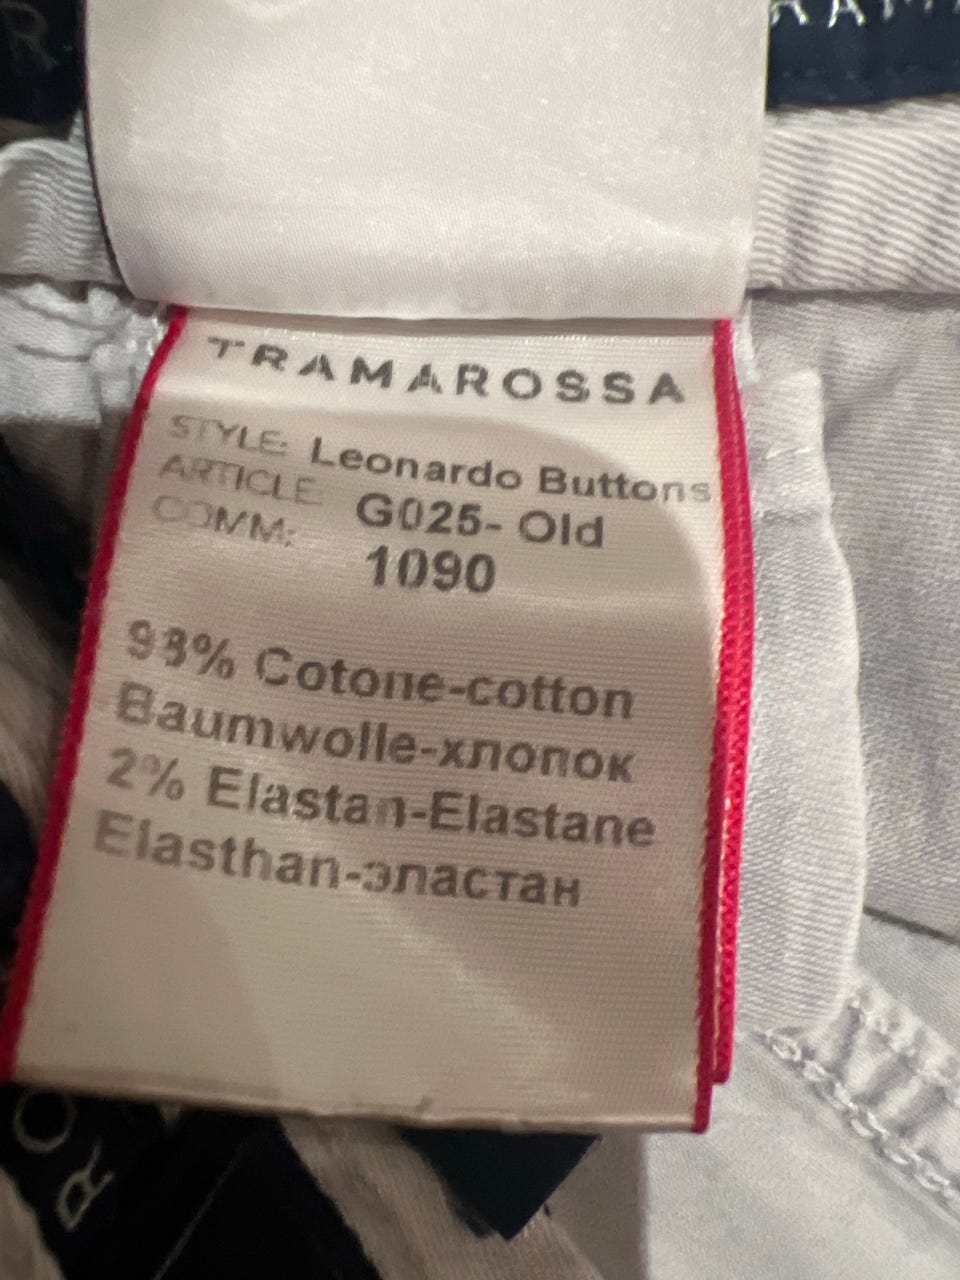 TRAMAROSSA
STYLE: Leonardo Buttons
ARTICLE: G025- Old
COMM: 1090
98% Cotone-cotton
Baumwolle-хлопок
2% Elastan-Elastane
Elasthan-эластан